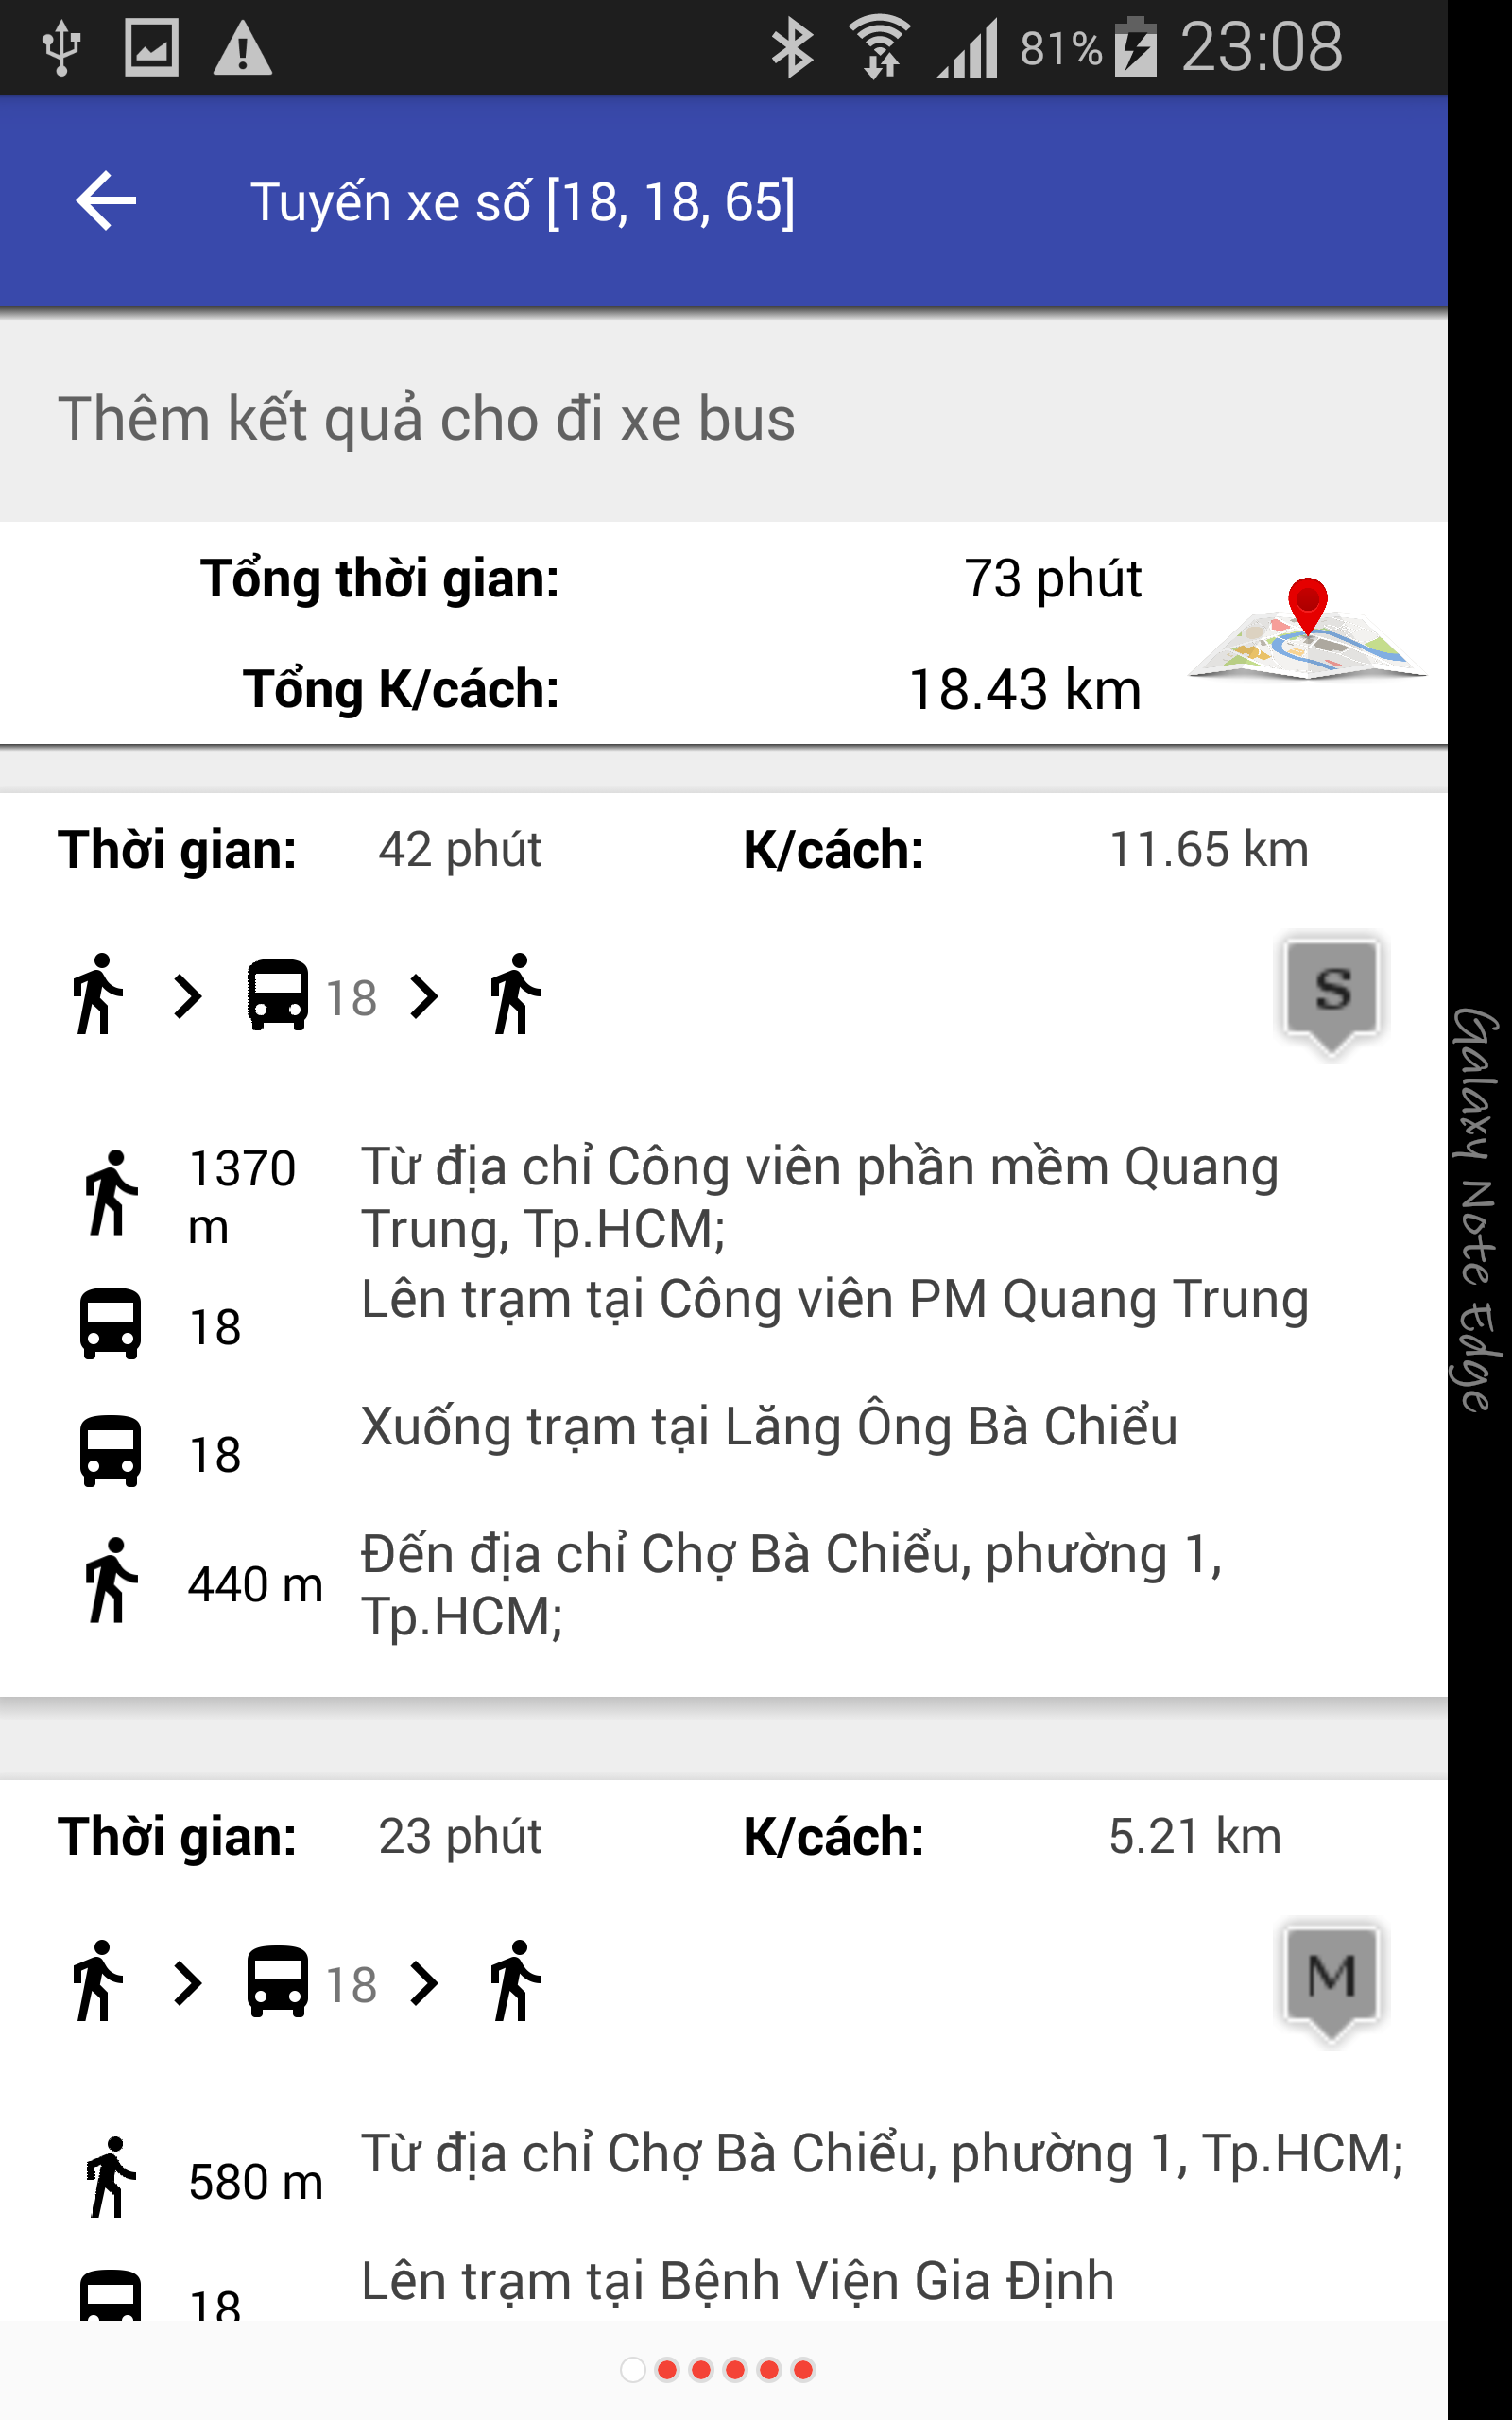 81% 23:08
Tuyến xe số [18, 18, 65]
Thêm kết quả cho đi xe bus
Tổng thời gian: 73 phút
Tổng K/cách: 18.43 km
Thời gian: 42 phút K/cách: 11.65 km
18
S
1370 m
Từ địa chỉ Công viên phần mềm Quang
Trung, Tp.HCM;
18 Lên trạm tại Công viên PM Quang Trung
18 Xuống trạm tại Lăng Ông Bà Chiểu
440 m
Đến địa chỉ Chợ Bà Chiểu, phường 1,
Tp.HCM;
Thời gian: 23 phút K/cách: 5.21 km
18
M
580 m Từ địa chỉ Chợ Bà Chiểu, phường 1, Tp.HCM;
18 Lên trạm tại Bệnh Viện Gia Định
Galaxy Note Edge